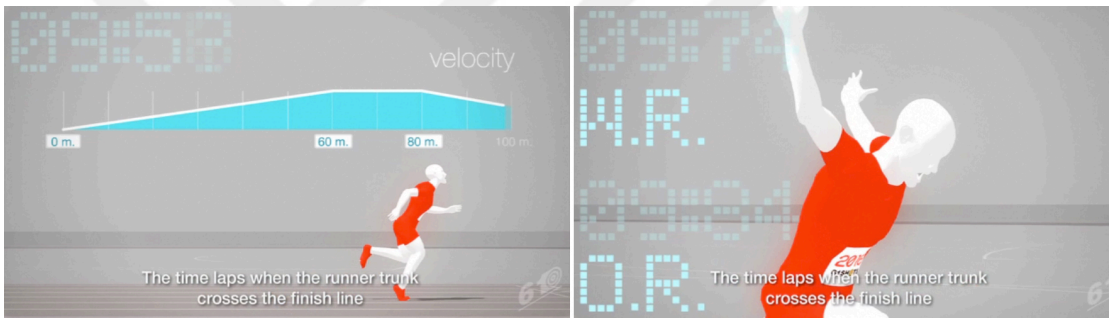 velocity
0 m.
60 m.
80 m.
100 m.
The time laps when the runner trunk
crosses the finish line
W.R.
O.R.
The time laps when the runner trunk
crosses the finish line